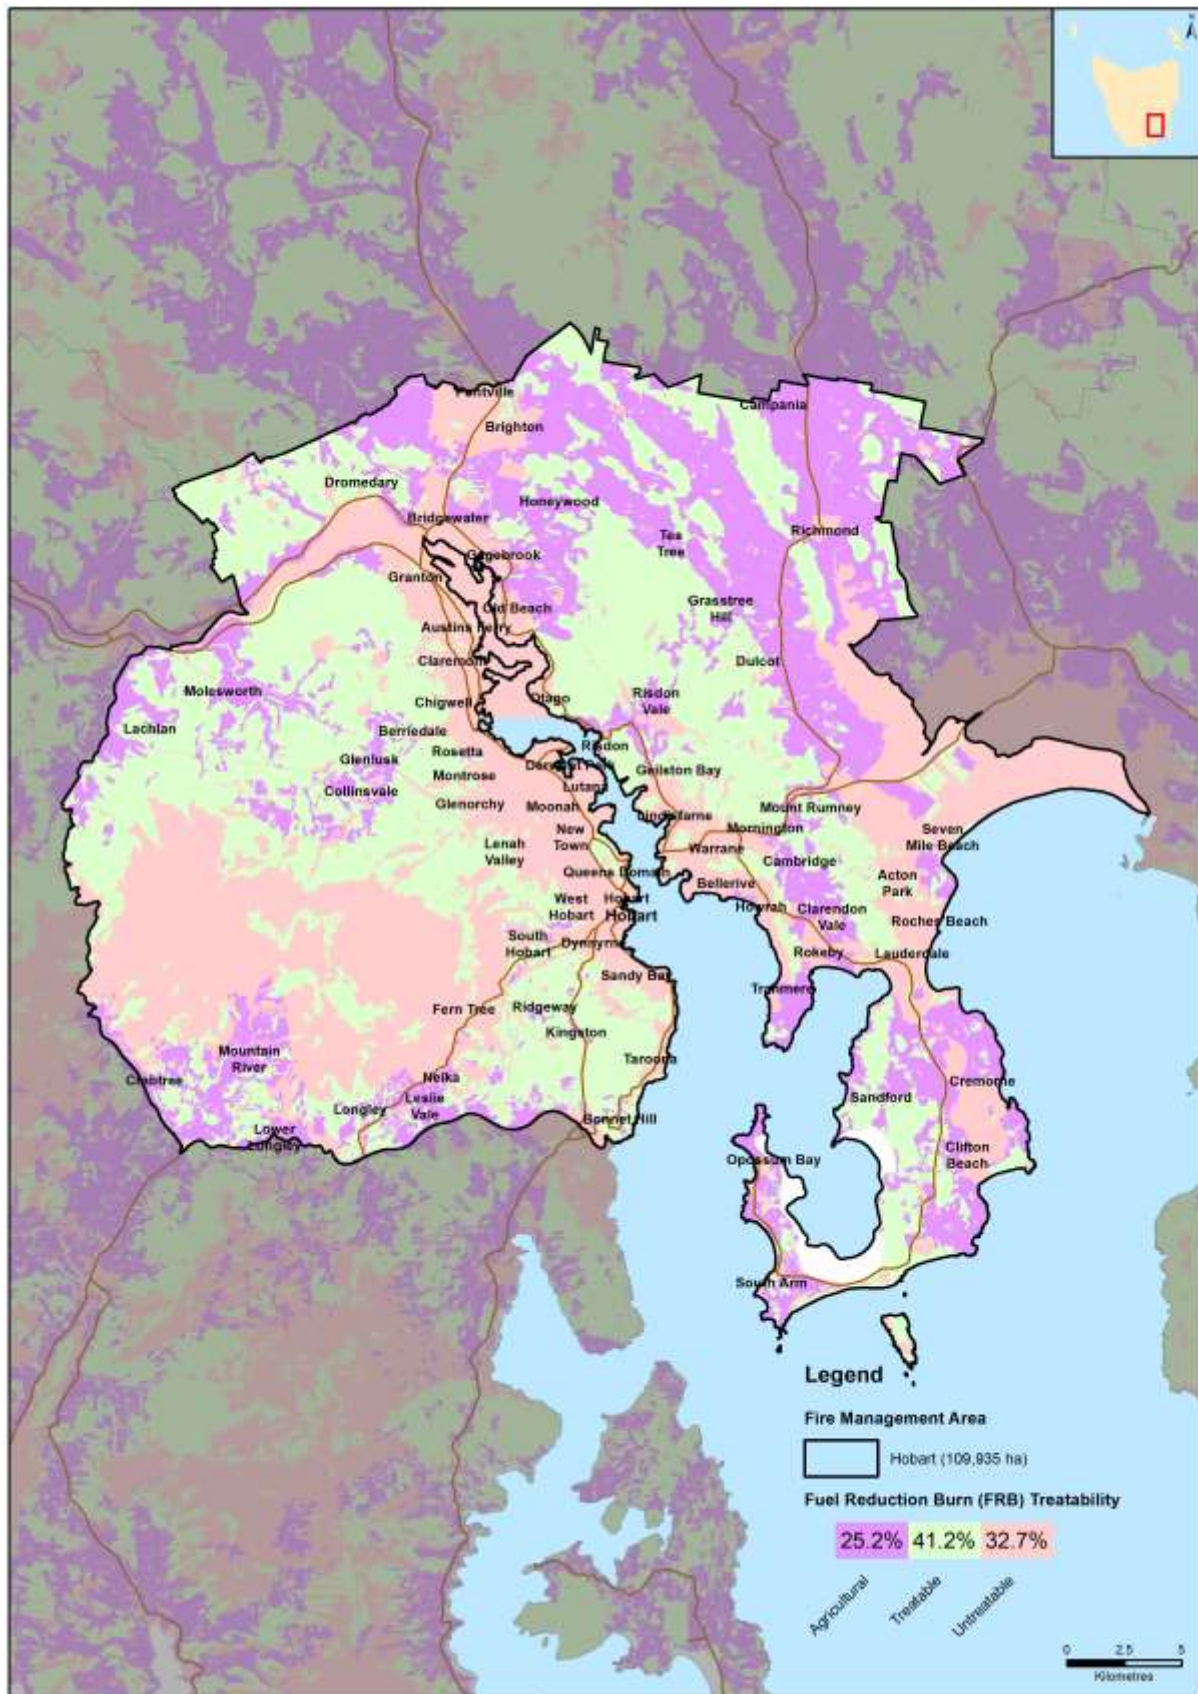 Pontville
Campania
Brighton
Dromedary
Honeywood
Bridgewater
Richmond
Tea
Tree
Gagebrook
Granton
Grasstree
Hill
Old Beach
Austins Ferry
Claremont
Dulcot
Molesworth
Risdon
Vale
Otago
Chigwell
Lachlan
Berriedale
Risdon
Rosetta
Glenlusk
Derwent Park
Geilston Bay
Montrose
Lutana
Collinsvale
Glenorchy
Moonah
Mount Rumney
Lindisfarne
New
Town
Mornington
Seven
Mile Beach
Lenah
Valley
Warrane
Cambridge
Queens Domain
Acton
Park
Bellerive
West
Hobart
Hobart
Hobart
Howrah
Clarendon
Vale
Roches Beach
South
Hobart
Dynnyrne
Rokeby
Lauderdale
Sandy Bay
Tranmere
Fern Tree
Ridgeway
Kingston
Mountain
River
Taroona
Crabtree
Neika
Cremorne
Leslie
Vale
Sandford
Longley
Bonnet Hill
Lower
Longley
Clifton
Beach
Opossum Bay
South Arm
Legend
Fire Management Area
Hobart (109,935 ha)
Fuel Reduction Burn (FRB) Treatability
25.2% 41.2% 32.7%
Agricultural
Treatable
Untreatable
0 2.5 5
Kilometres